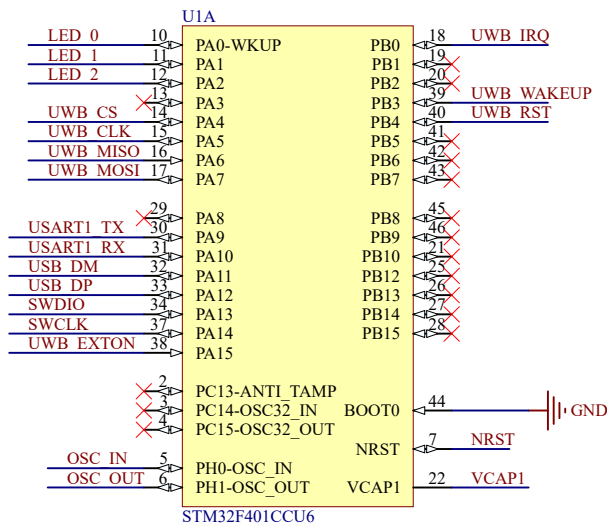 U1A
LED_0 10 PA0-WKUP PB0 18 UWB_IRQ
LED_1 11 PA1 PB1 19
LED_2 12 PA2 PB2 20
13 PA3 PB3 39 UWB_WAKEUP
UWB_CS 14 PA4 PB4 40 UWB_RST
UWB_CLK 15 PA5 PB5 41
UWB_MISO 16 PA6 PB6 42
UWB_MOSI 17 PA7 PB7 43
29 PA8 PB8 45
USART1_TX 30 PA9 PB9 46
USART1_RX 31 PA10 PB10 21
USB_DM 32 PA11 PB12 25
USB_DP 33 PA12 PB13 26
SWDIO 34 PA13 PB14 27
SWCLK 37 PA14 PB15 28
UWB_EXTON 38 PA15
2 PC13-ANTI_TAMP
3 PC14-OSC32_IN BOOT0 44 GND
4 PC15-OSC32_OUT
NRST 7 NRST
OSC_IN 5 PH0-OSC_IN
OSC_OUT 6 PH1-OSC_OUT VCAP1 22 VCAP1
STM32F401CCU6